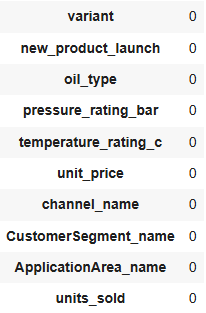 variant 0
new_product_launch 0
oil_type 0
pressure_rating_bar 0
temperature_rating_c 0
unit_price 0
channel_name 0
CustomerSegment_name 0
ApplicationArea_name 0
units_sold 0